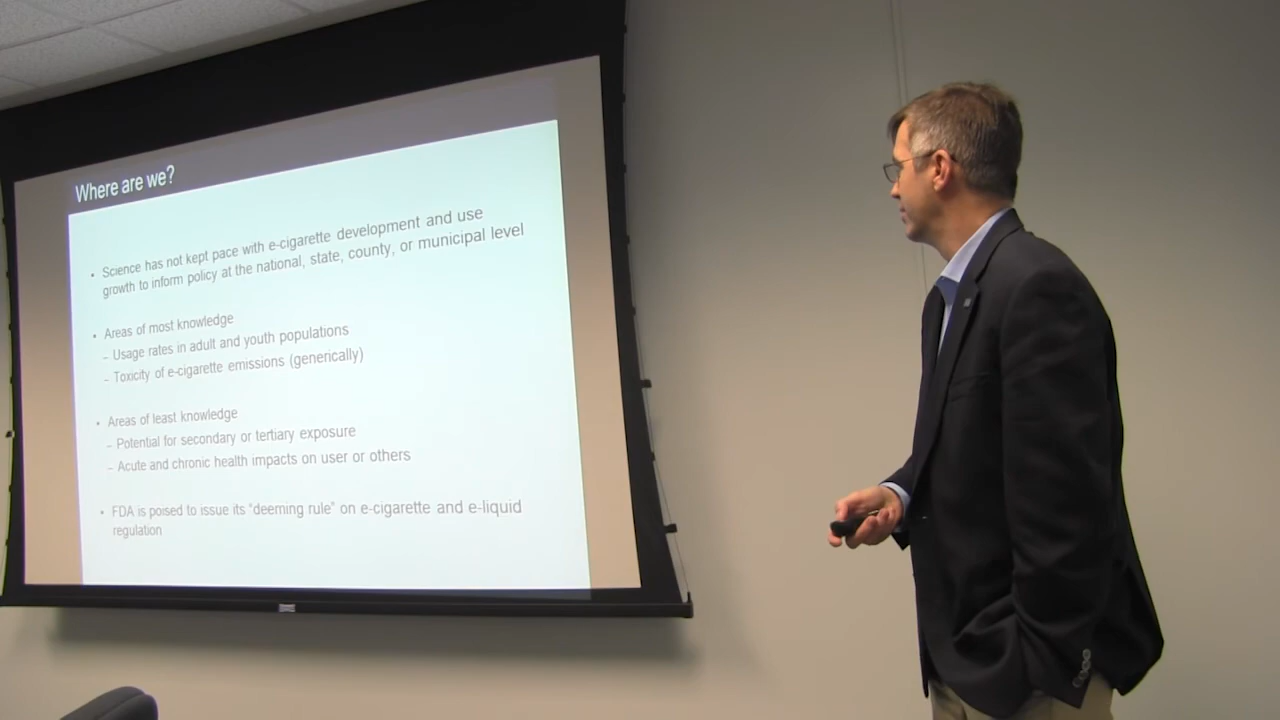 Where are we?
• Science has not kept pace with e-cigarette development and use
growth to inform policy at the national, state, county, or municipal level
• Areas of most knowledge
– Usage rates in adult and youth populations
– Toxicity of e-cigarette emissions (generically)
• Areas of least knowledge
– Potential for secondary or tertiary exposure
– Acute and chronic health impacts on user or others
• FDA is poised to issue its “deeming rule” on e-cigarette and e-liquid
regulation